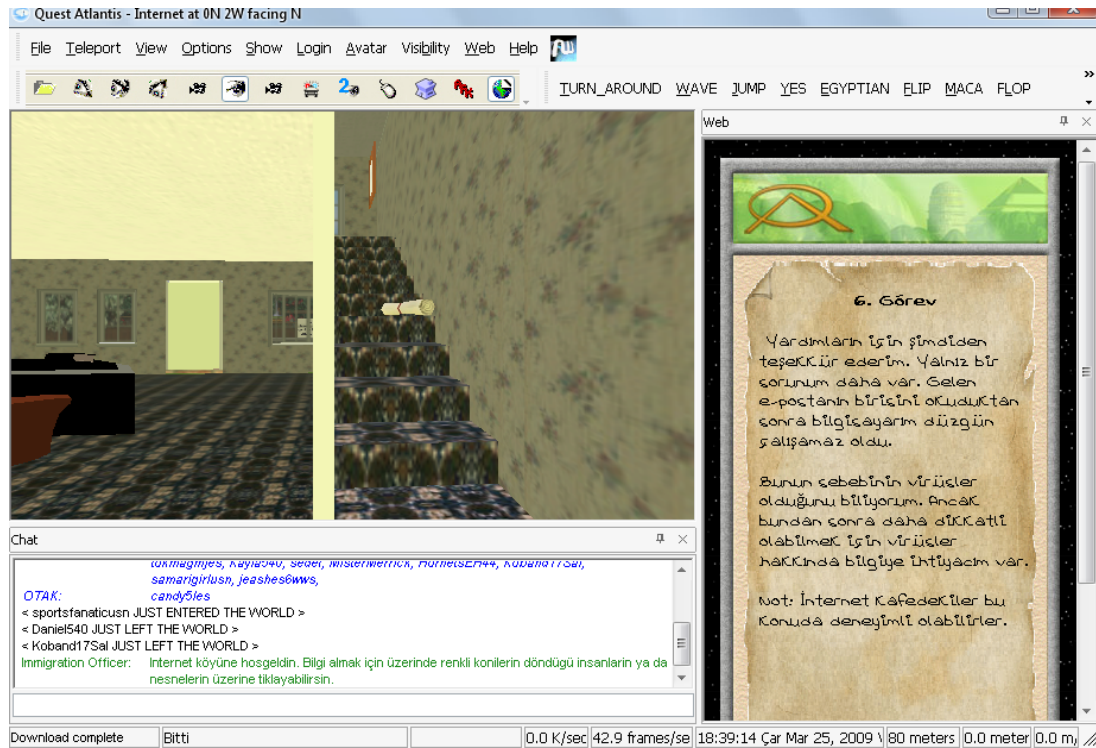 Quest Atlantis - Internet at 0N 2W facing N
File Teleport View Options Show Login Avatar Visibility Web Help
TURN_AROUND WAVE JUMP YES EGYPTIAN FLIP MACA FLOP
Web
6. Görev
Yardımların için şimdiden
teşekkür ederim. Yalnız bir
sorunum daha var. Gelen
e-postanın birisini okuduktan
sonra bilgisayarım düzgün
çalışamaz oldu.
Bunun sebebinin virüsler
olduğunu biliyorum. Ancak
bundan sonra daha dikkatli
olabilmek için virüsler
hakkında bilgiye ihtiyacım var.
Not: İnternet Kafedekiler bu
konuda deneyimli olabilirler.
Chat
samarigirlusn, jeashes6wws,
OTAK: candy5les
< sportsfanaticusn JUST ENTERED THE WORLD >
< Daniel540 JUST LEFT THE WORLD >
< Koband17Sal JUST LEFT THE WORLD >
Immigration Officer: Internet köyüne hosgeldin. Bilgi almak için üzerinde renkli konilerin döndügü insanlarin ya da
nesnelerin üzerine tiklayabilirsin.
Download complete Bitti 0.0 K/sec 42.9 frames/se 18:39:14 Çar Mar 25, 2009 80 meters 0.0 meter 0.0 m